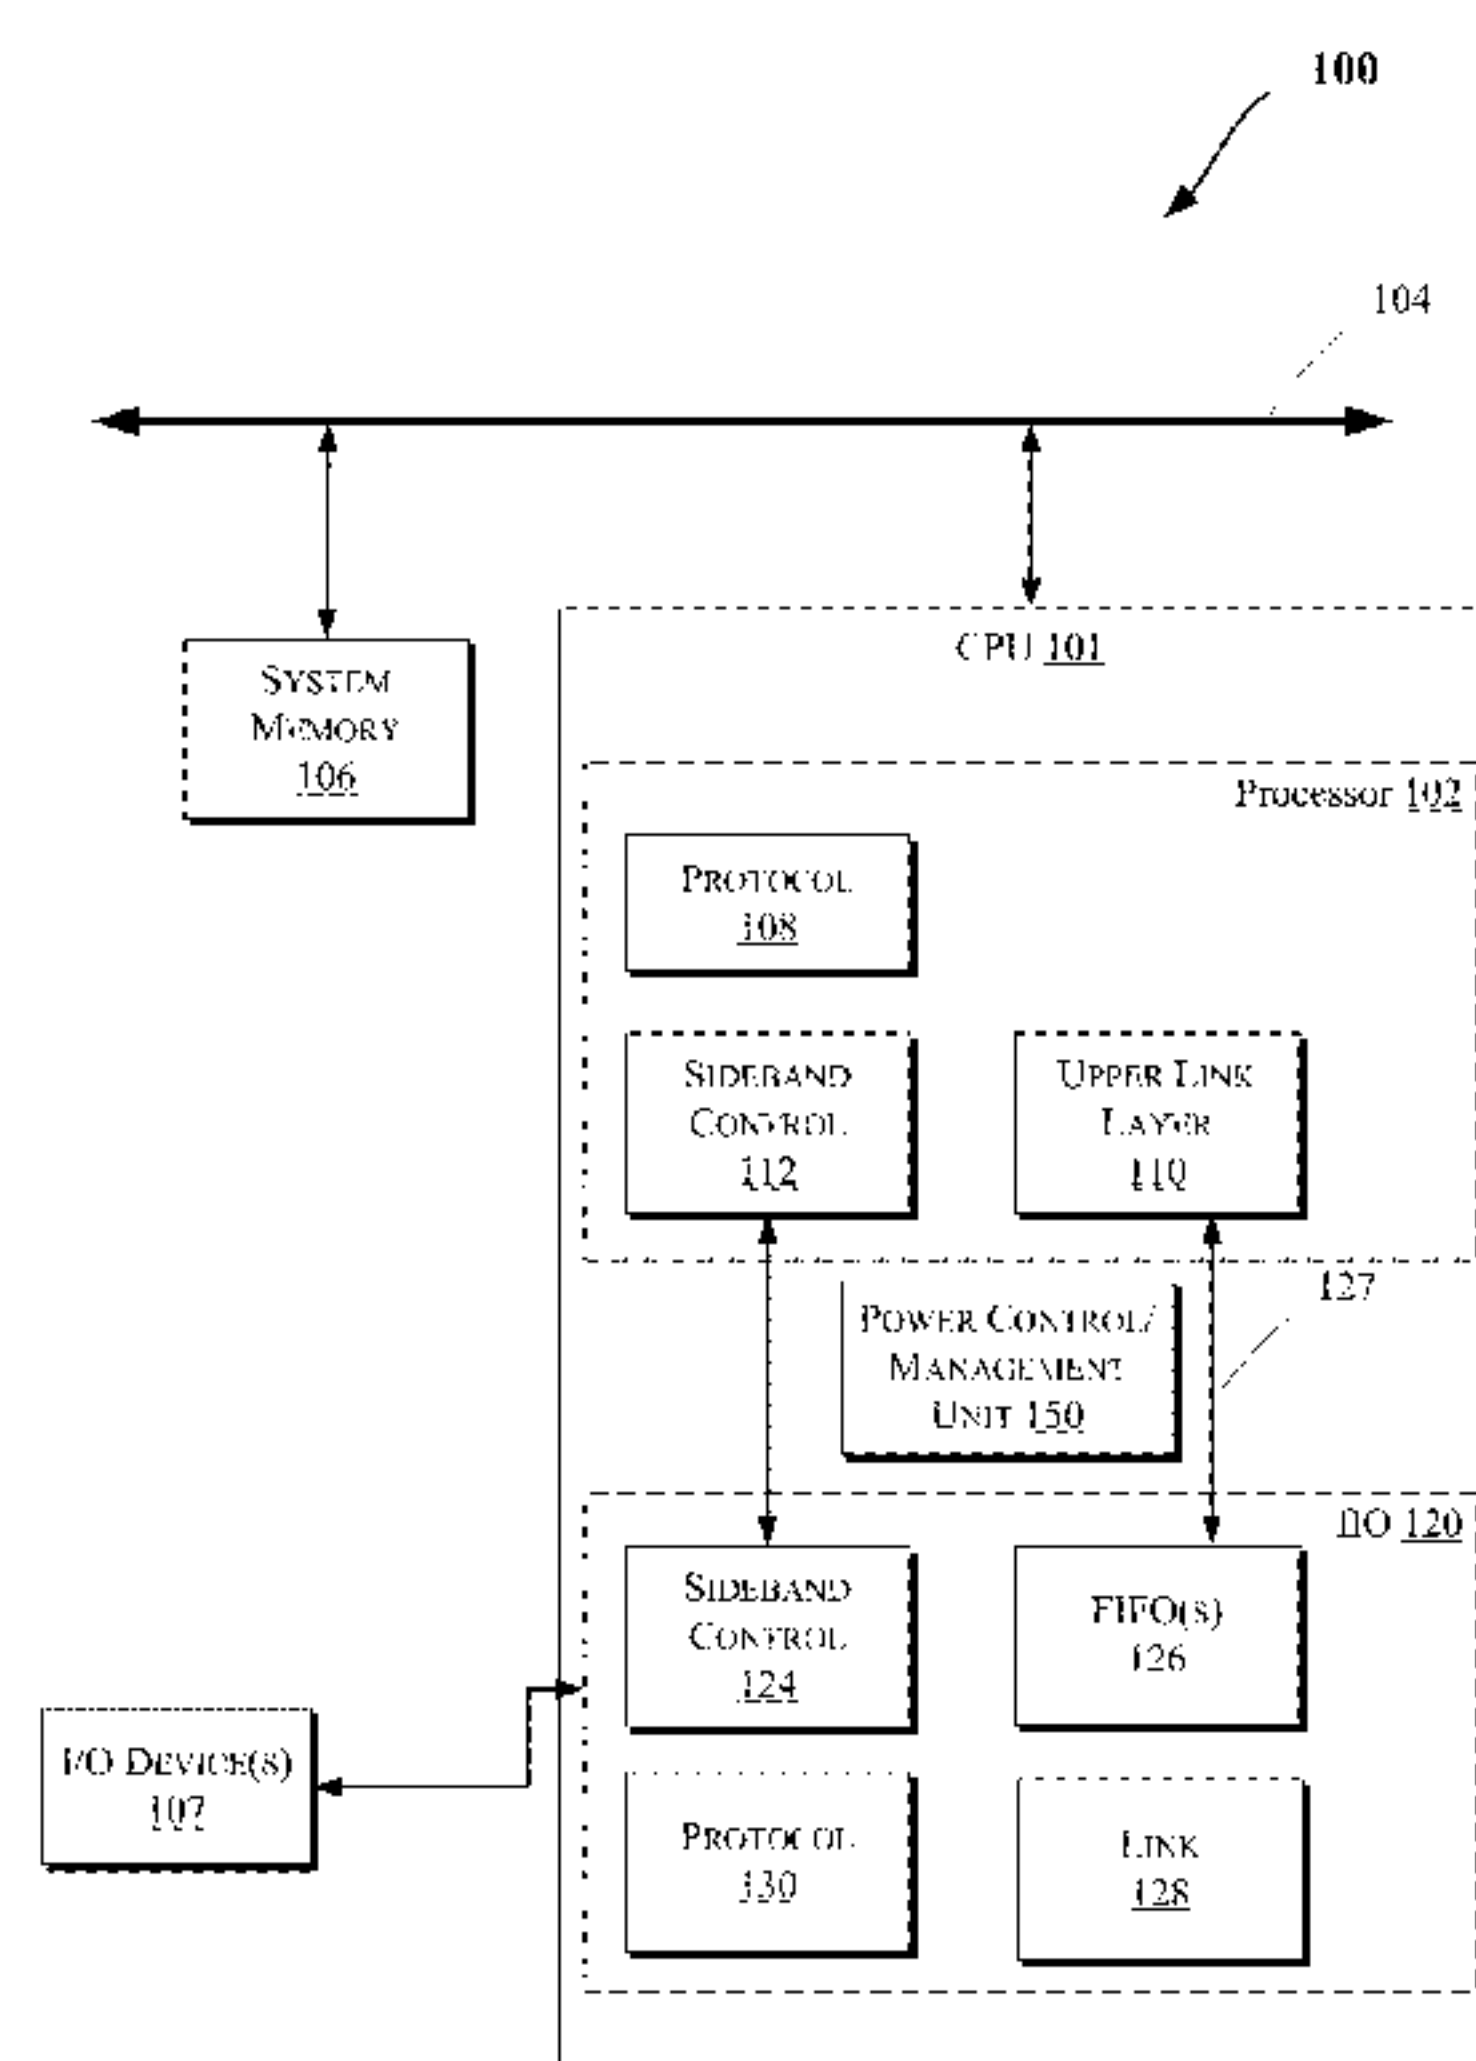 100
104
CPU 101
SYSTEM
MEMORY
106
Processor 102
PROTOCOL
108
SIDEBAND
CONTROL
112
UPPER LINK
LAYER
110
127
POWER CONTROL/
MANAGEMENT
UNIT 150
IIO 120
SIDEBAND
CONTROL
124
FIFO(S)
126
I/O DEVICE(S)
107
PROTOCOL
130
LINK
128